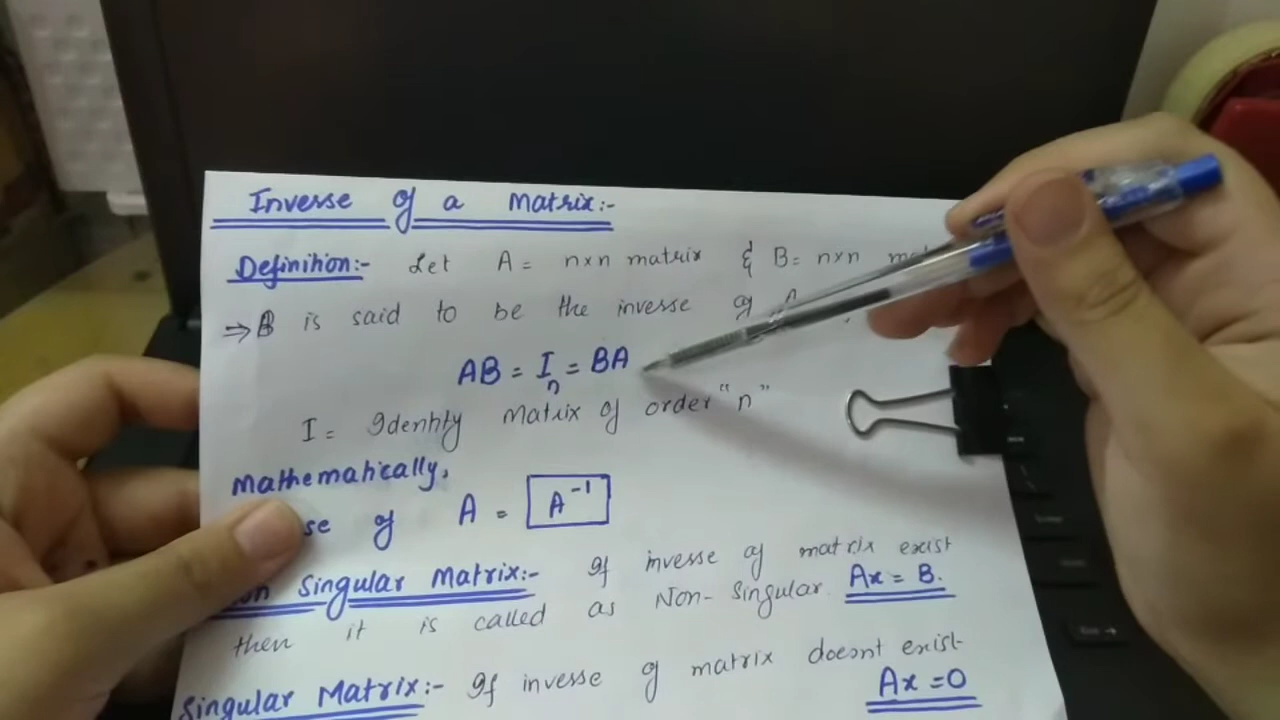 Inverse of a Matrix:-
Definition:- Let A = n×n matrix & B= n×n
⇒ B is said to be the inverse of A
AB = Iₙ = BA
I = Identity matrix of order "n"
Mathematically,
of A = A⁻¹
Singular Matrix:- If inverse of matrix exist
then it is called as Non-Singular. Ax = B.
Singular Matrix:- If inverse of matrix doesnt exist
Ax =0